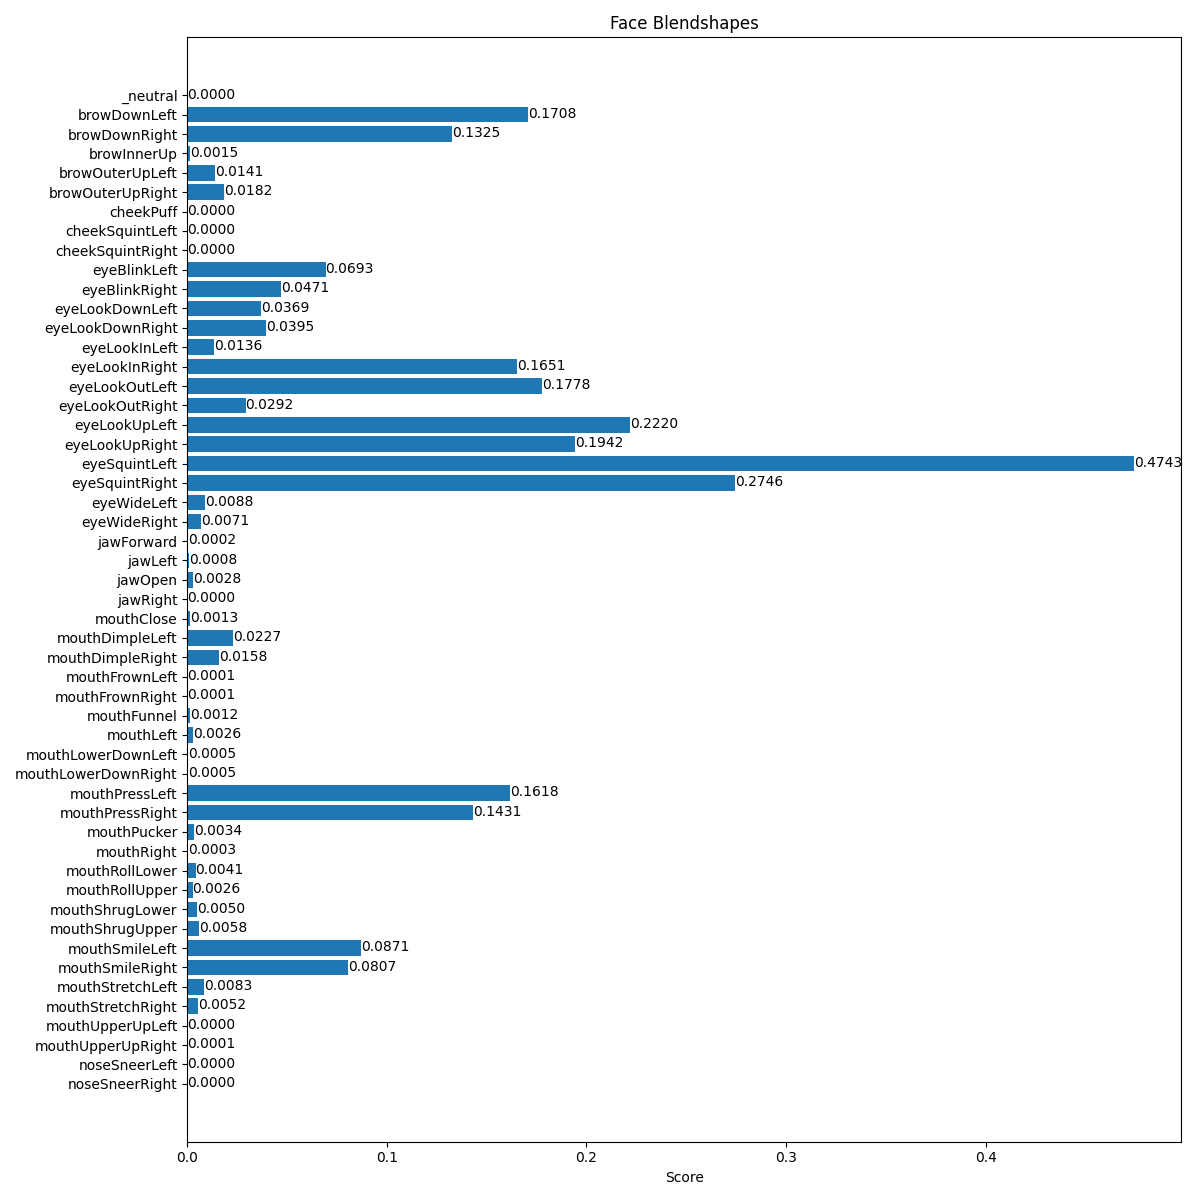 Face Blendshapes
_neutral 0.0000
browDownLeft 0.1708
browDownRight 0.1325
browInnerUp 0.0015
browOuterUpLeft 0.0141
browOuterUpRight 0.0182
cheekPuff 0.0000
cheekSquintLeft 0.0000
cheekSquintRight 0.0000
eyeBlinkLeft 0.0693
eyeBlinkRight 0.0471
eyeLookDownLeft 0.0369
eyeLookDownRight 0.0395
eyeLookInLeft 0.0136
eyeLookInRight 0.1651
eyeLookOutLeft 0.1778
eyeLookOutRight 0.0292
eyeLookUpLeft 0.2220
eyeLookUpRight 0.1942
eyeSquintLeft 0.4743
eyeSquintRight 0.2746
eyeWideLeft 0.0088
eyeWideRight 0.0071
jawForward 0.0002
jawLeft 0.0008
jawOpen 0.0028
jawRight 0.0000
mouthClose 0.0013
mouthDimpleLeft 0.0227
mouthDimpleRight 0.0158
mouthFrownLeft 0.0001
mouthFrownRight 0.0001
mouthFunnel 0.0012
mouthLeft 0.0026
mouthLowerDownLeft 0.0005
mouthLowerDownRight 0.0005
mouthPressLeft 0.1618
mouthPressRight 0.1431
mouthPucker 0.0034
mouthRight 0.0003
mouthRollLower 0.0041
mouthRollUpper 0.0026
mouthShrugLower 0.0050
mouthShrugUpper 0.0058
mouthSmileLeft 0.0871
mouthSmileRight 0.0807
mouthStretchLeft 0.0083
mouthStretchRight 0.0052
mouthUpperUpLeft 0.0000
mouthUpperUpRight 0.0001
noseSneerLeft 0.0000
noseSneerRight 0.0000
0.0 0.1 0.2 0.3 0.4
Score